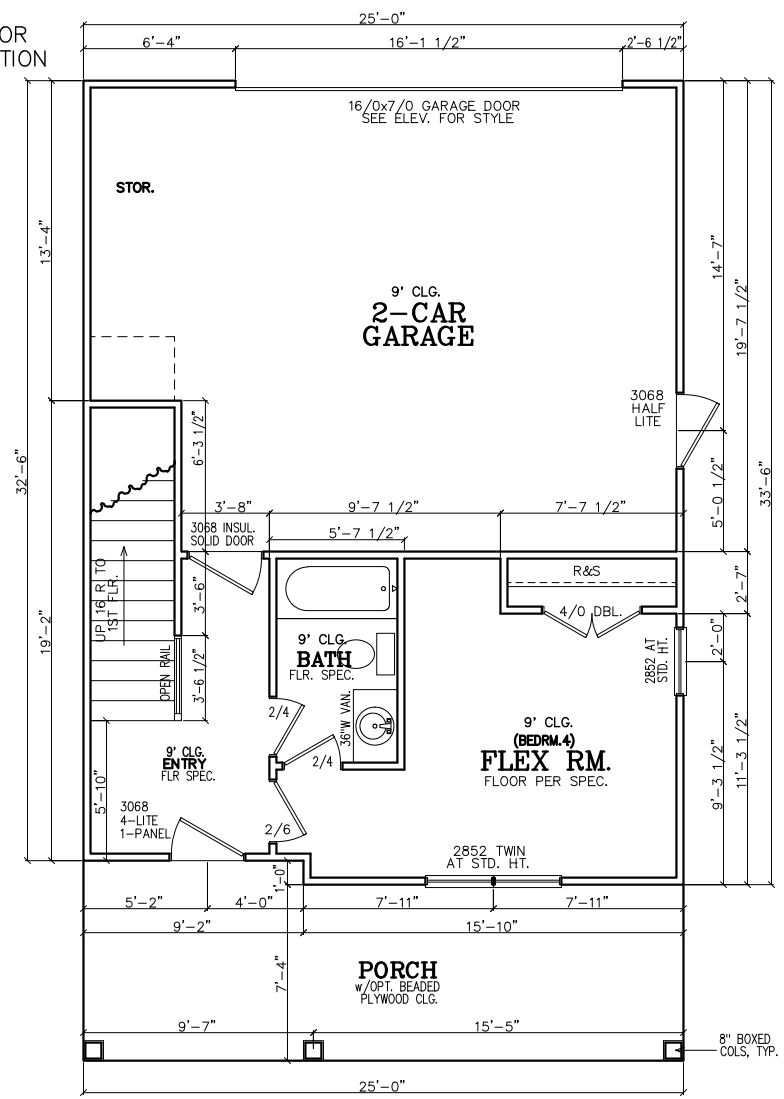 25'-0"
OR
TION
6'-4"
16'-1 1/2"
2'-6 1/2"
16/0x7/0 GARAGE DOOR
SEE ELEV. FOR STYLE
STOR.
13'-4"
14'-7"
19'-7 1/2"
9' CLG.
2-CAR
GARAGE
3068
HALF
LITE
32'-6"
33'-6"
6'-3 1/2"
5'-0 1/2"
3'-8"
9'-7 1/2"
7'-7 1/2"
3068 INSUL.
SOLID DOOR
5'-7 1/2"
R&S
4/0 DBL.
2'-7"
UP 16 R TO
1ST FLR.
3'-6"
19'-2"
9' CLG.
BATH
FLR. SPEC.
2852 AT
STD. HT.
2'-0"
OPEN RAIL
3'-6 1/2"
2/4
36"W VAN.
2/4
9' CLG.
(BEDRM.4)
FLEX RM.
FLOOR PER SPEC.
9' CLG.
ENTRY
FLR SPEC.
9'-3 1/2"
11'-3 1/2"
5'-10"
3068
4-LITE
1-PANEL
2/6
2852 TWIN
AT STD. HT.
1'-0"
5'-2"
4'-0"
7'-11"
7'-11"
9'-2"
15'-10"
7'-4"
PORCH
w/OPT. BEADED
PLYWOOD CLG.
9'-7"
15'-5"
8" BOXED
COLS, TYP.
25'-0"